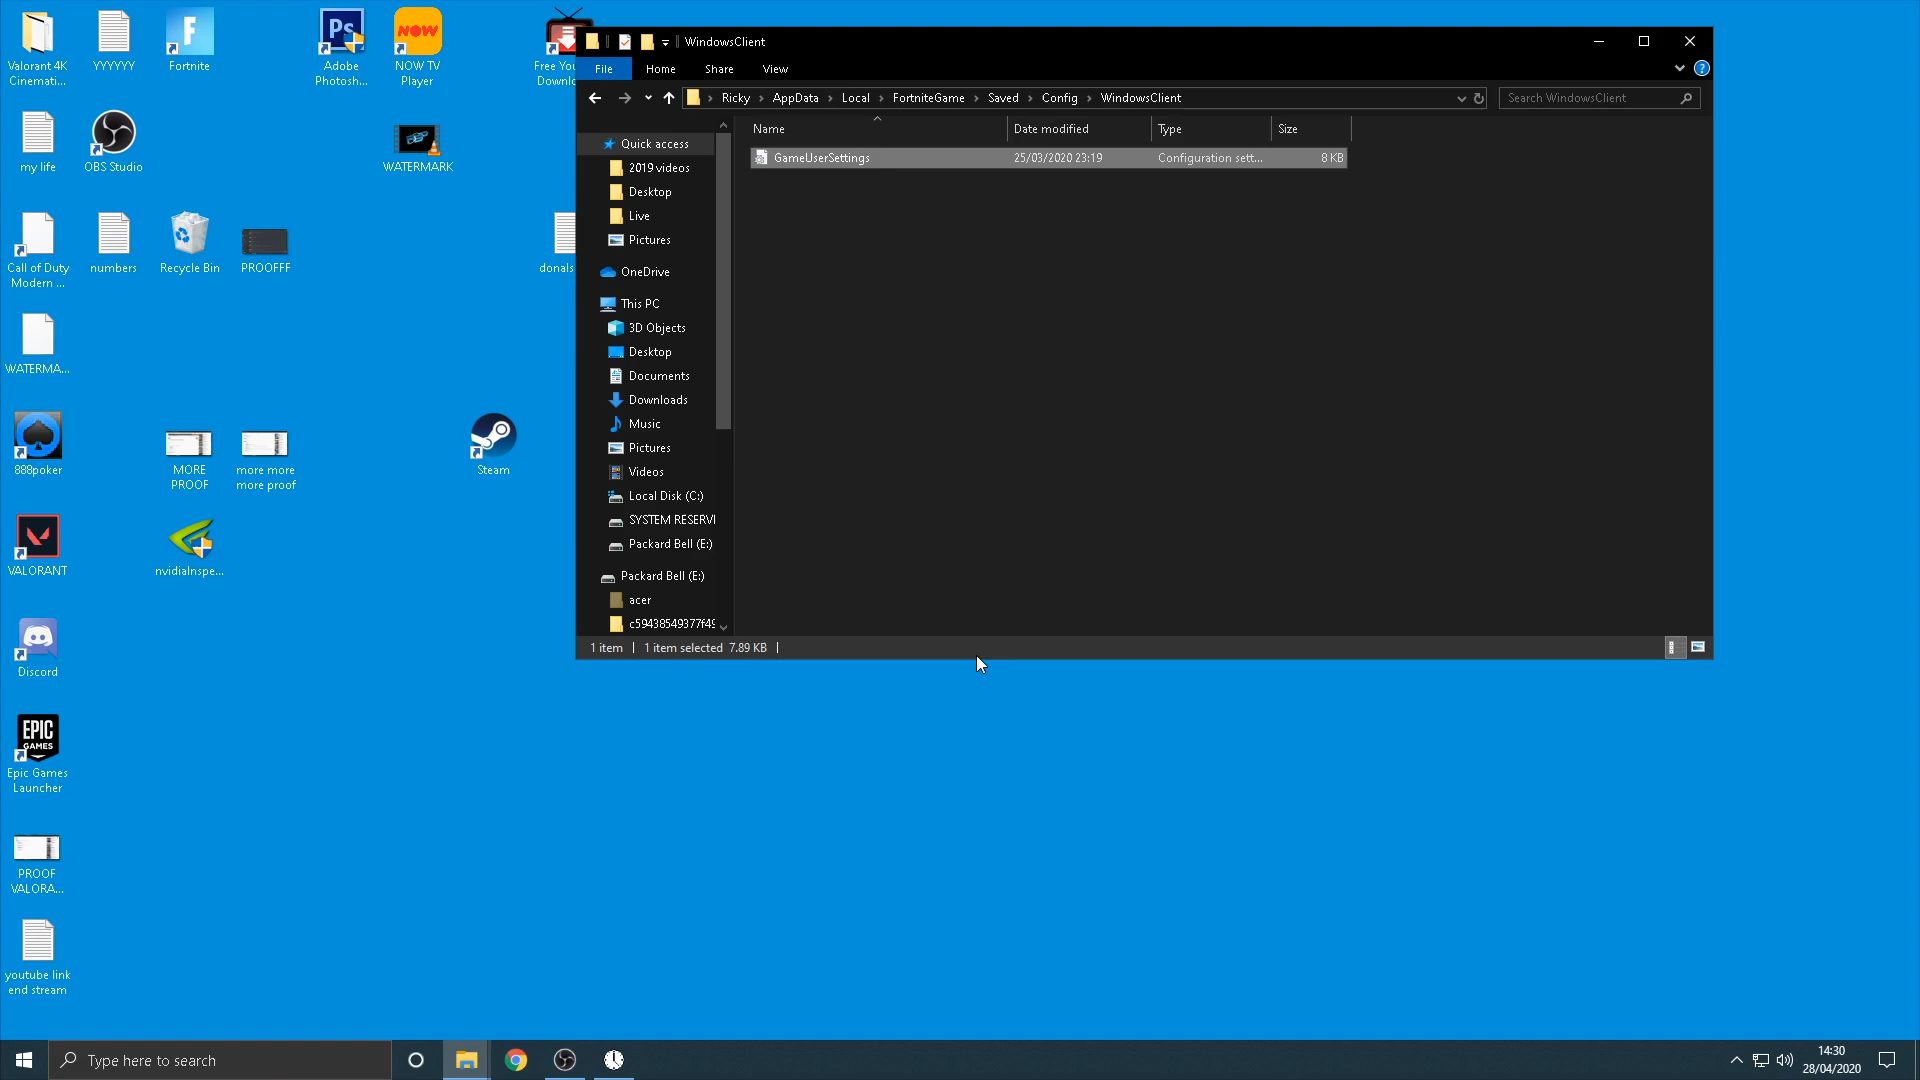 Valorant 4K
Cinemati...
YYYYYY
Fortnite
Ps
Adobe
Photosh...
NOW
NOW TV
Player
Free You
Downlo
my life
OBS Studio
WATERMARK
Call of Duty
Modern ...
numbers
Recycle Bin
PROOFFF
donals
WATERMA...
888poker
MORE
PROOF
more more
more proof
Steam
VALORANT
nvidiaInspe...
Discord
EPIC
GAMES
Epic Games
Launcher
PROOF
VALORA...
youtube link
end stream
WindowsClient
File
Home
Share
View
Ricky
AppData
Local
FortniteGame
Saved
Config
WindowsClient
Search WindowsClient
Name
Date modified
Type
Size
GameUserSettings
25/03/2020 23:19
Configuration sett...
8 KB
Quick access
2019 videos
Desktop
Live
Pictures
OneDrive
This PC
3D Objects
Desktop
Documents
Downloads
Music
Pictures
Videos
Local Disk (C:)
SYSTEM RESERV
Packard Bell (E:)
Packard Bell (E:)
acer
c59438549377f49
1 item
1 item selected 7.89 KB
Type here to search
14:30
28/04/2020